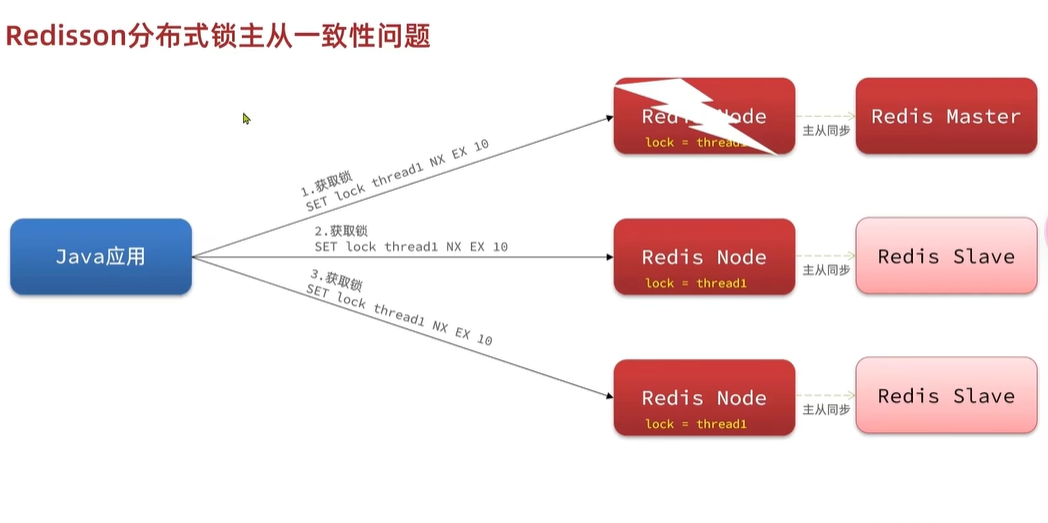 Redisson分布式锁主从一致性问题
Java应用
1.获取锁
SET lock thread1 NX EX 10
2.获取锁
SET lock thread1 NX EX 10
3.获取锁
SET lock thread1 NX EX 10
Redis Node
lock = thread1
主从同步
Redis Master
Redis Node
lock = thread1
主从同步
Redis Slave
Redis Node
lock = thread1
主从同步
Redis Slave